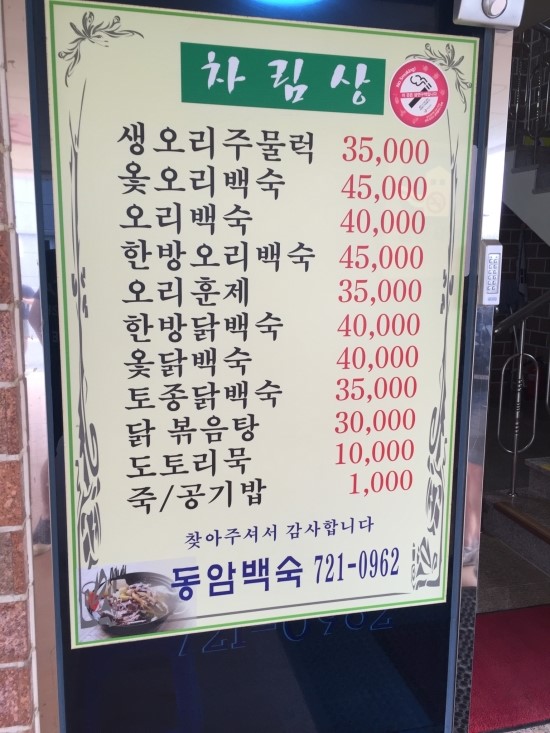 차림상
생오리주물럭 35,000
옻오리백숙 45,000
오리백숙 40,000
한방오리백숙 45,000
오리훈제 35,000
한방닭백숙 40,000
옻닭백숙 40,000
토종닭백숙 35,000
닭 볶음탕 30,000
도토리묵 10,000
죽/공기밥 1,000
찾아주셔서 감사합니다
동암백숙 721-0962